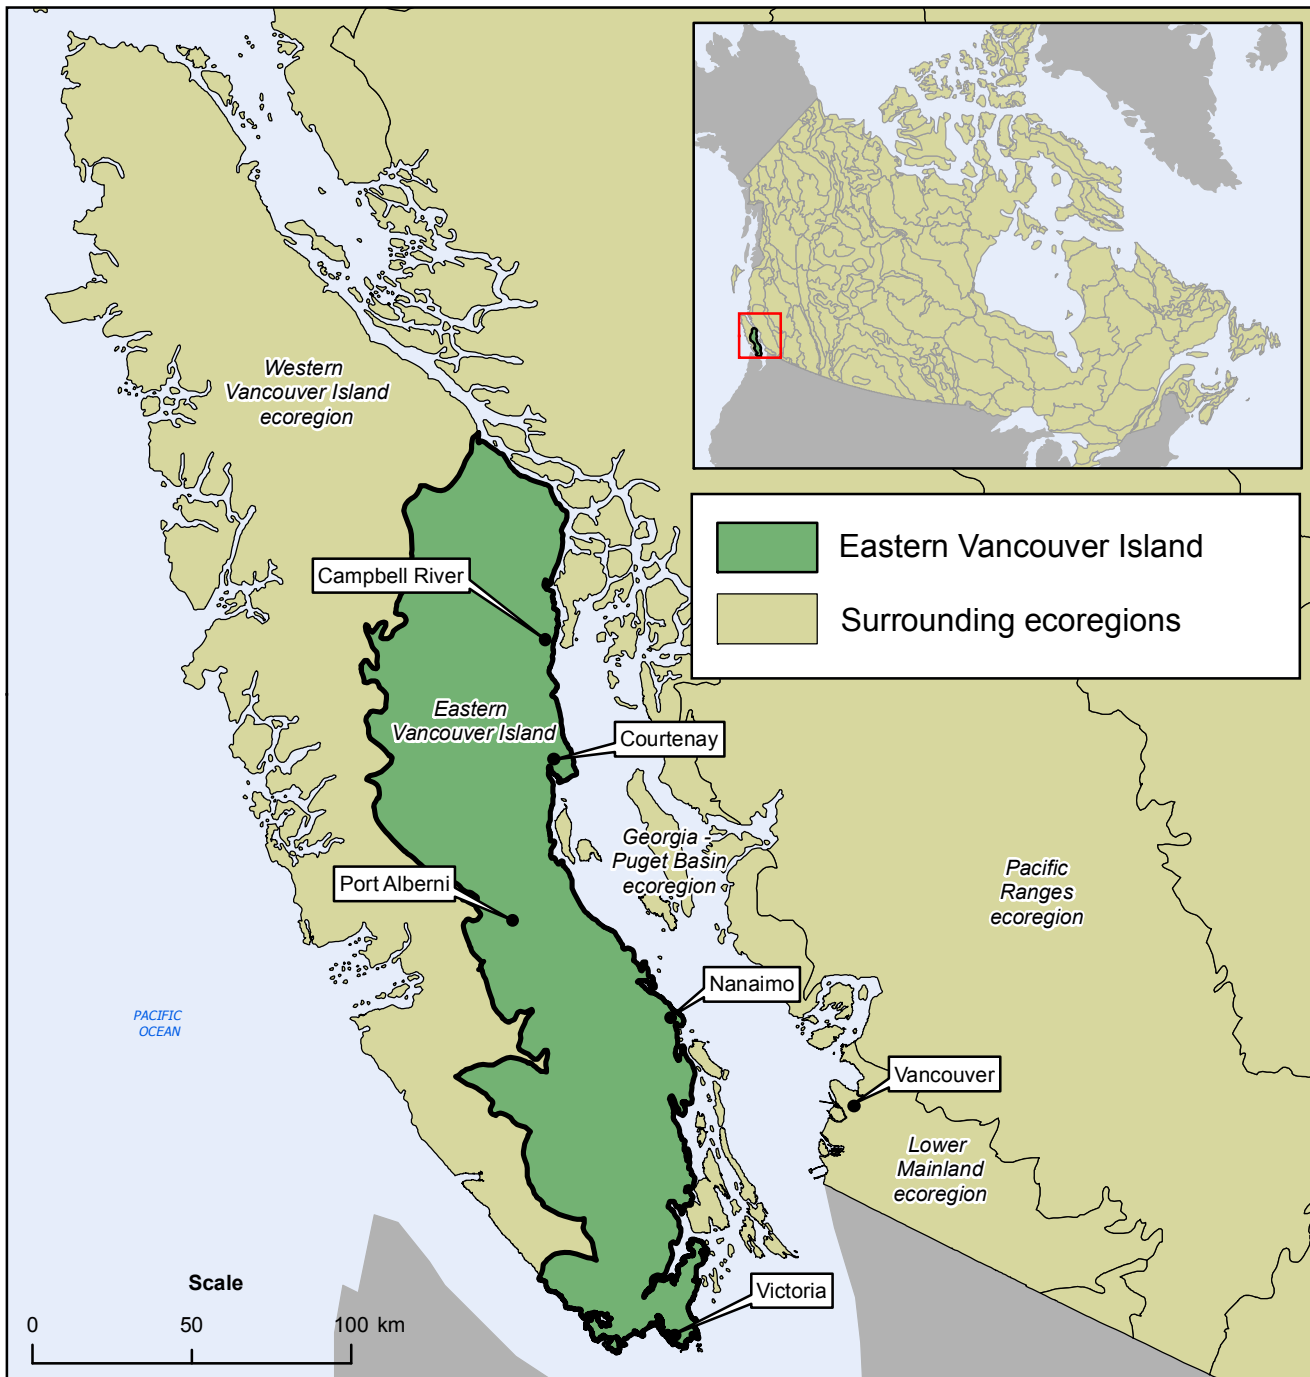 Western
Vancouver Island
ecoregion
Eastern Vancouver Island
Surrounding ecoregions
Campbell River
Eastern
Vancouver Island
Courtenay
Georgia -
Puget Basin
ecoregion
Port Alberni
Pacific
Ranges
ecoregion
Nanaimo
PACIFIC
OCEAN
Vancouver
Lower
Mainland
ecoregion
Victoria
Scale
0 50 100 km